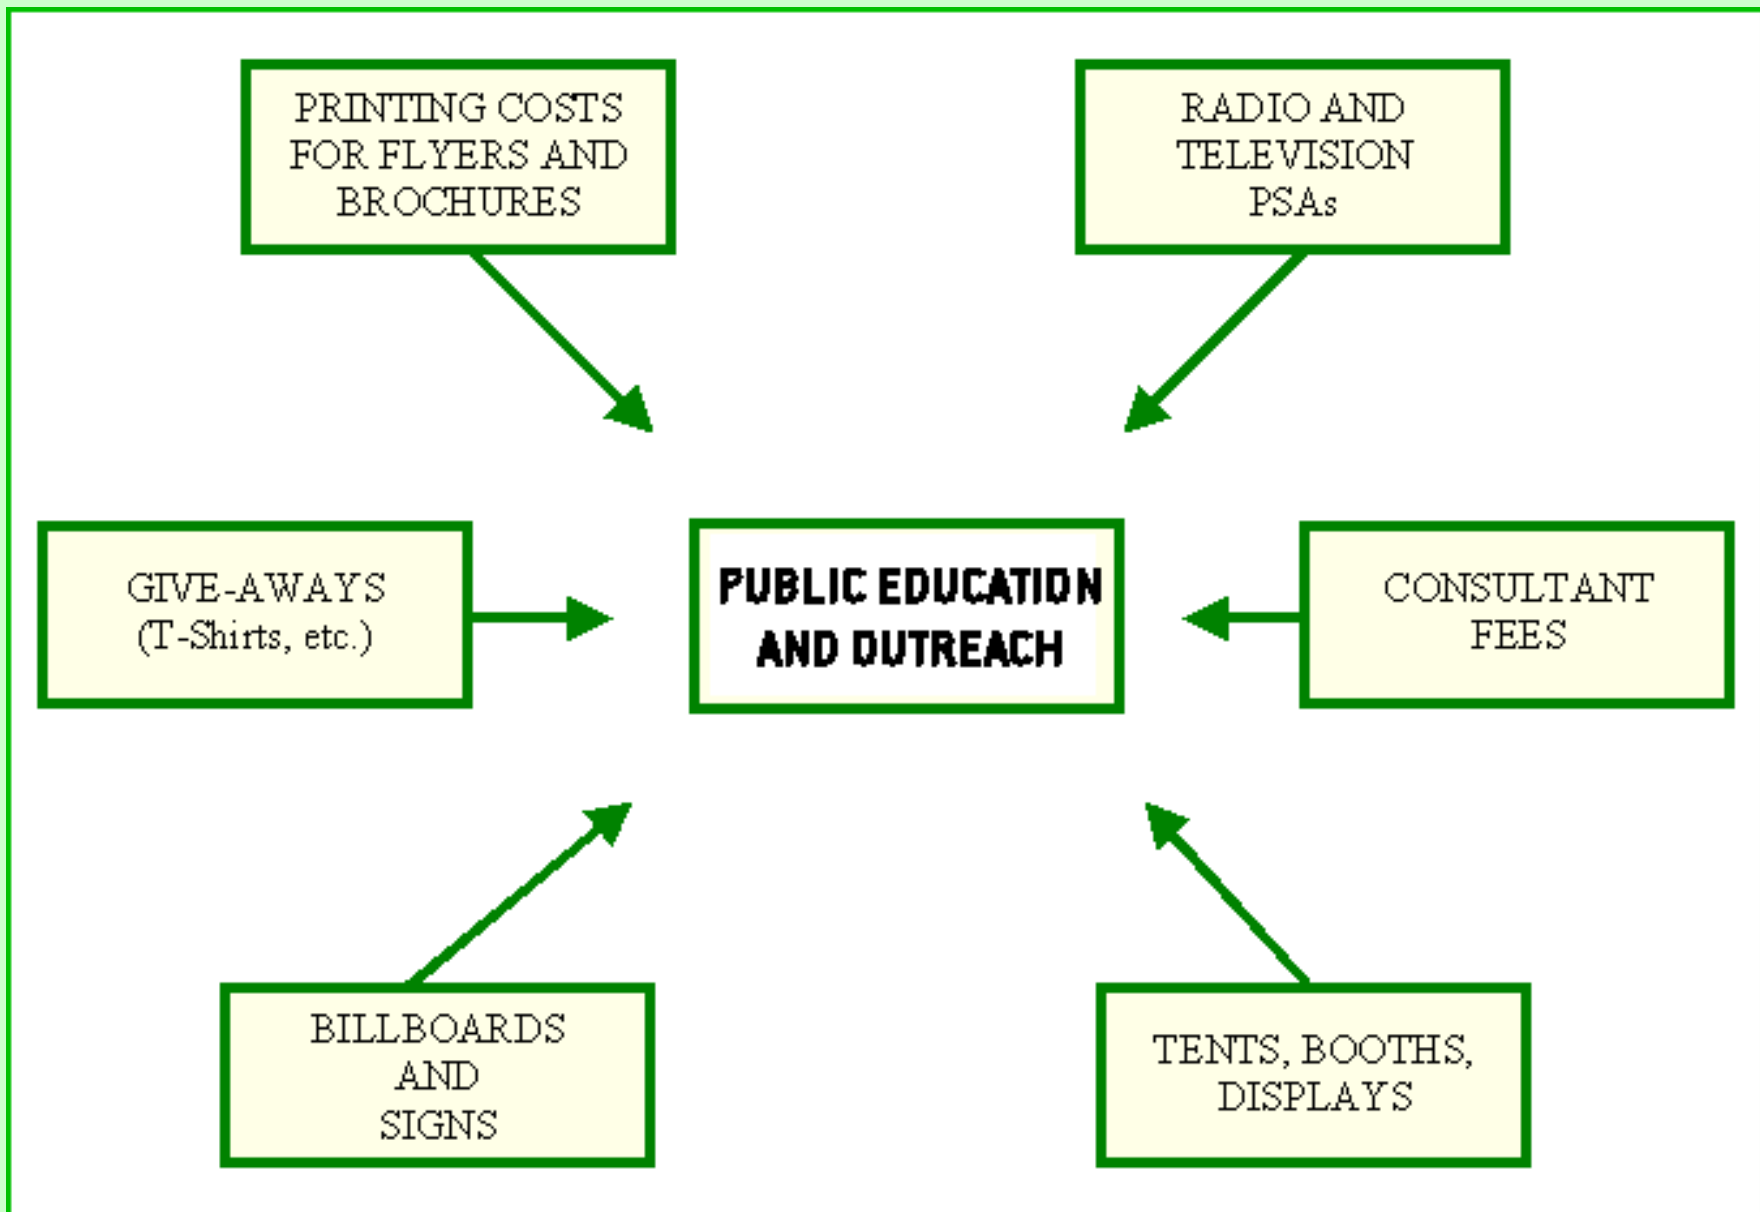 PRINTING COSTS
FOR FLYERS AND
BROCHURES
RADIO AND
TELEVISION
PSAs
GIVE-AWAYS
(T-Shirts, etc.)
PUBLIC EDUCATION
AND OUTREACH
CONSULTANT
FEES
BILLBOARDS
AND
SIGNS
TENTS, BOOTHS,
DISPLAYS